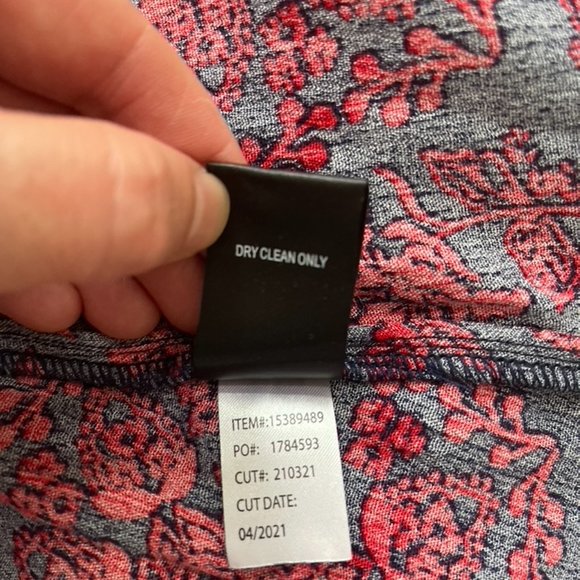 DRY CLEAN ONLY
ITEM#:15389489
PO#: 1784593
CUT#: 210321
CUT DATE:
04/2021